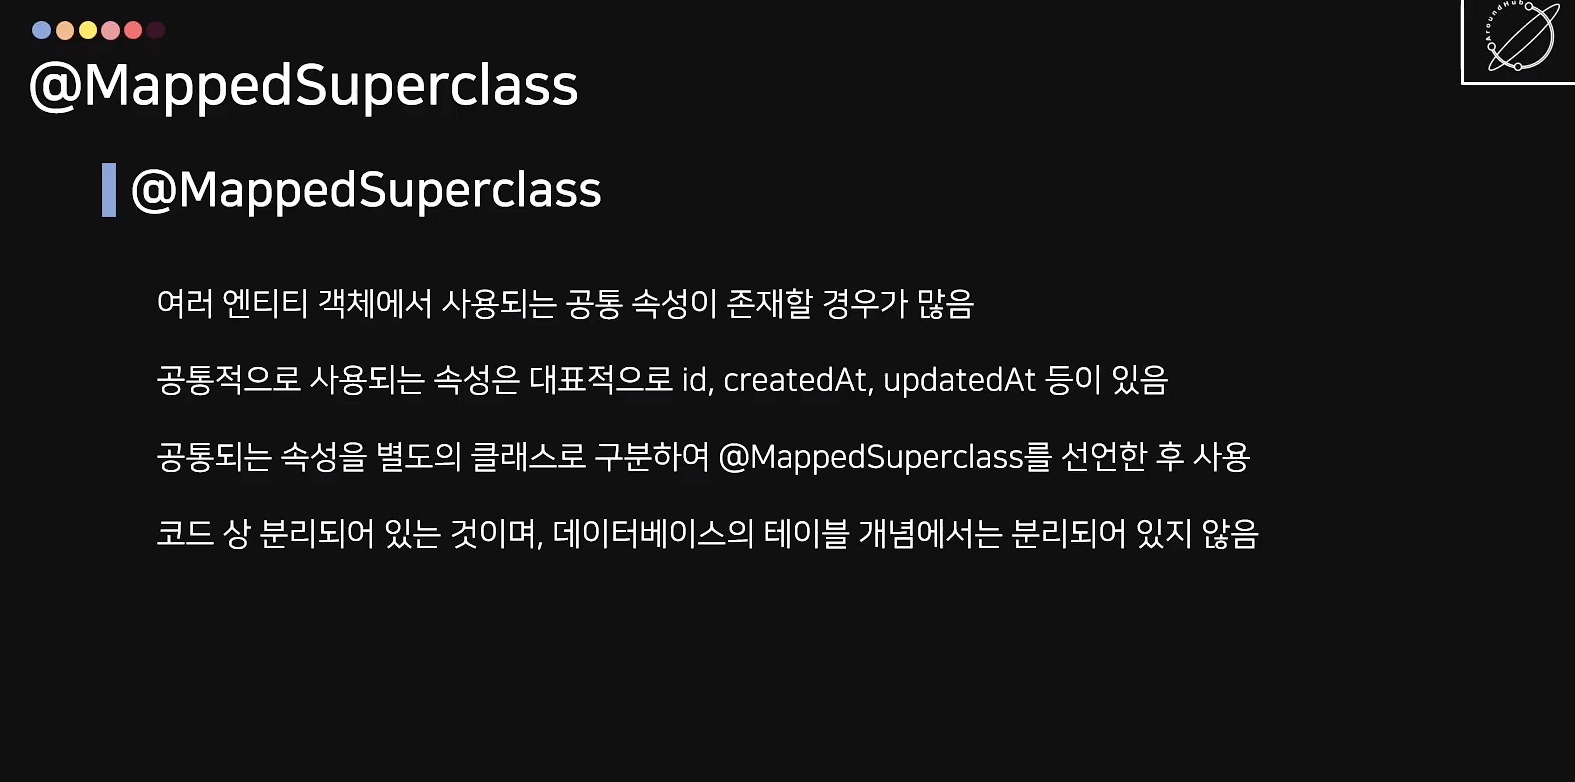 AroundHub
@MappedSuperclass
@MappedSuperclass
여러 엔티티 객체에서 사용되는 공통 속성이 존재할 경우가 많음
공통적으로 사용되는 속성은 대표적으로 id, createdAt, updatedAt 등이 있음
공통되는 속성을 별도의 클래스로 구분하여 @MappedSuperclass를 선언한 후 사용
코드 상 분리되어 있는 것이며, 데이터베이스의 테이블 개념에서는 분리되어 있지 않음